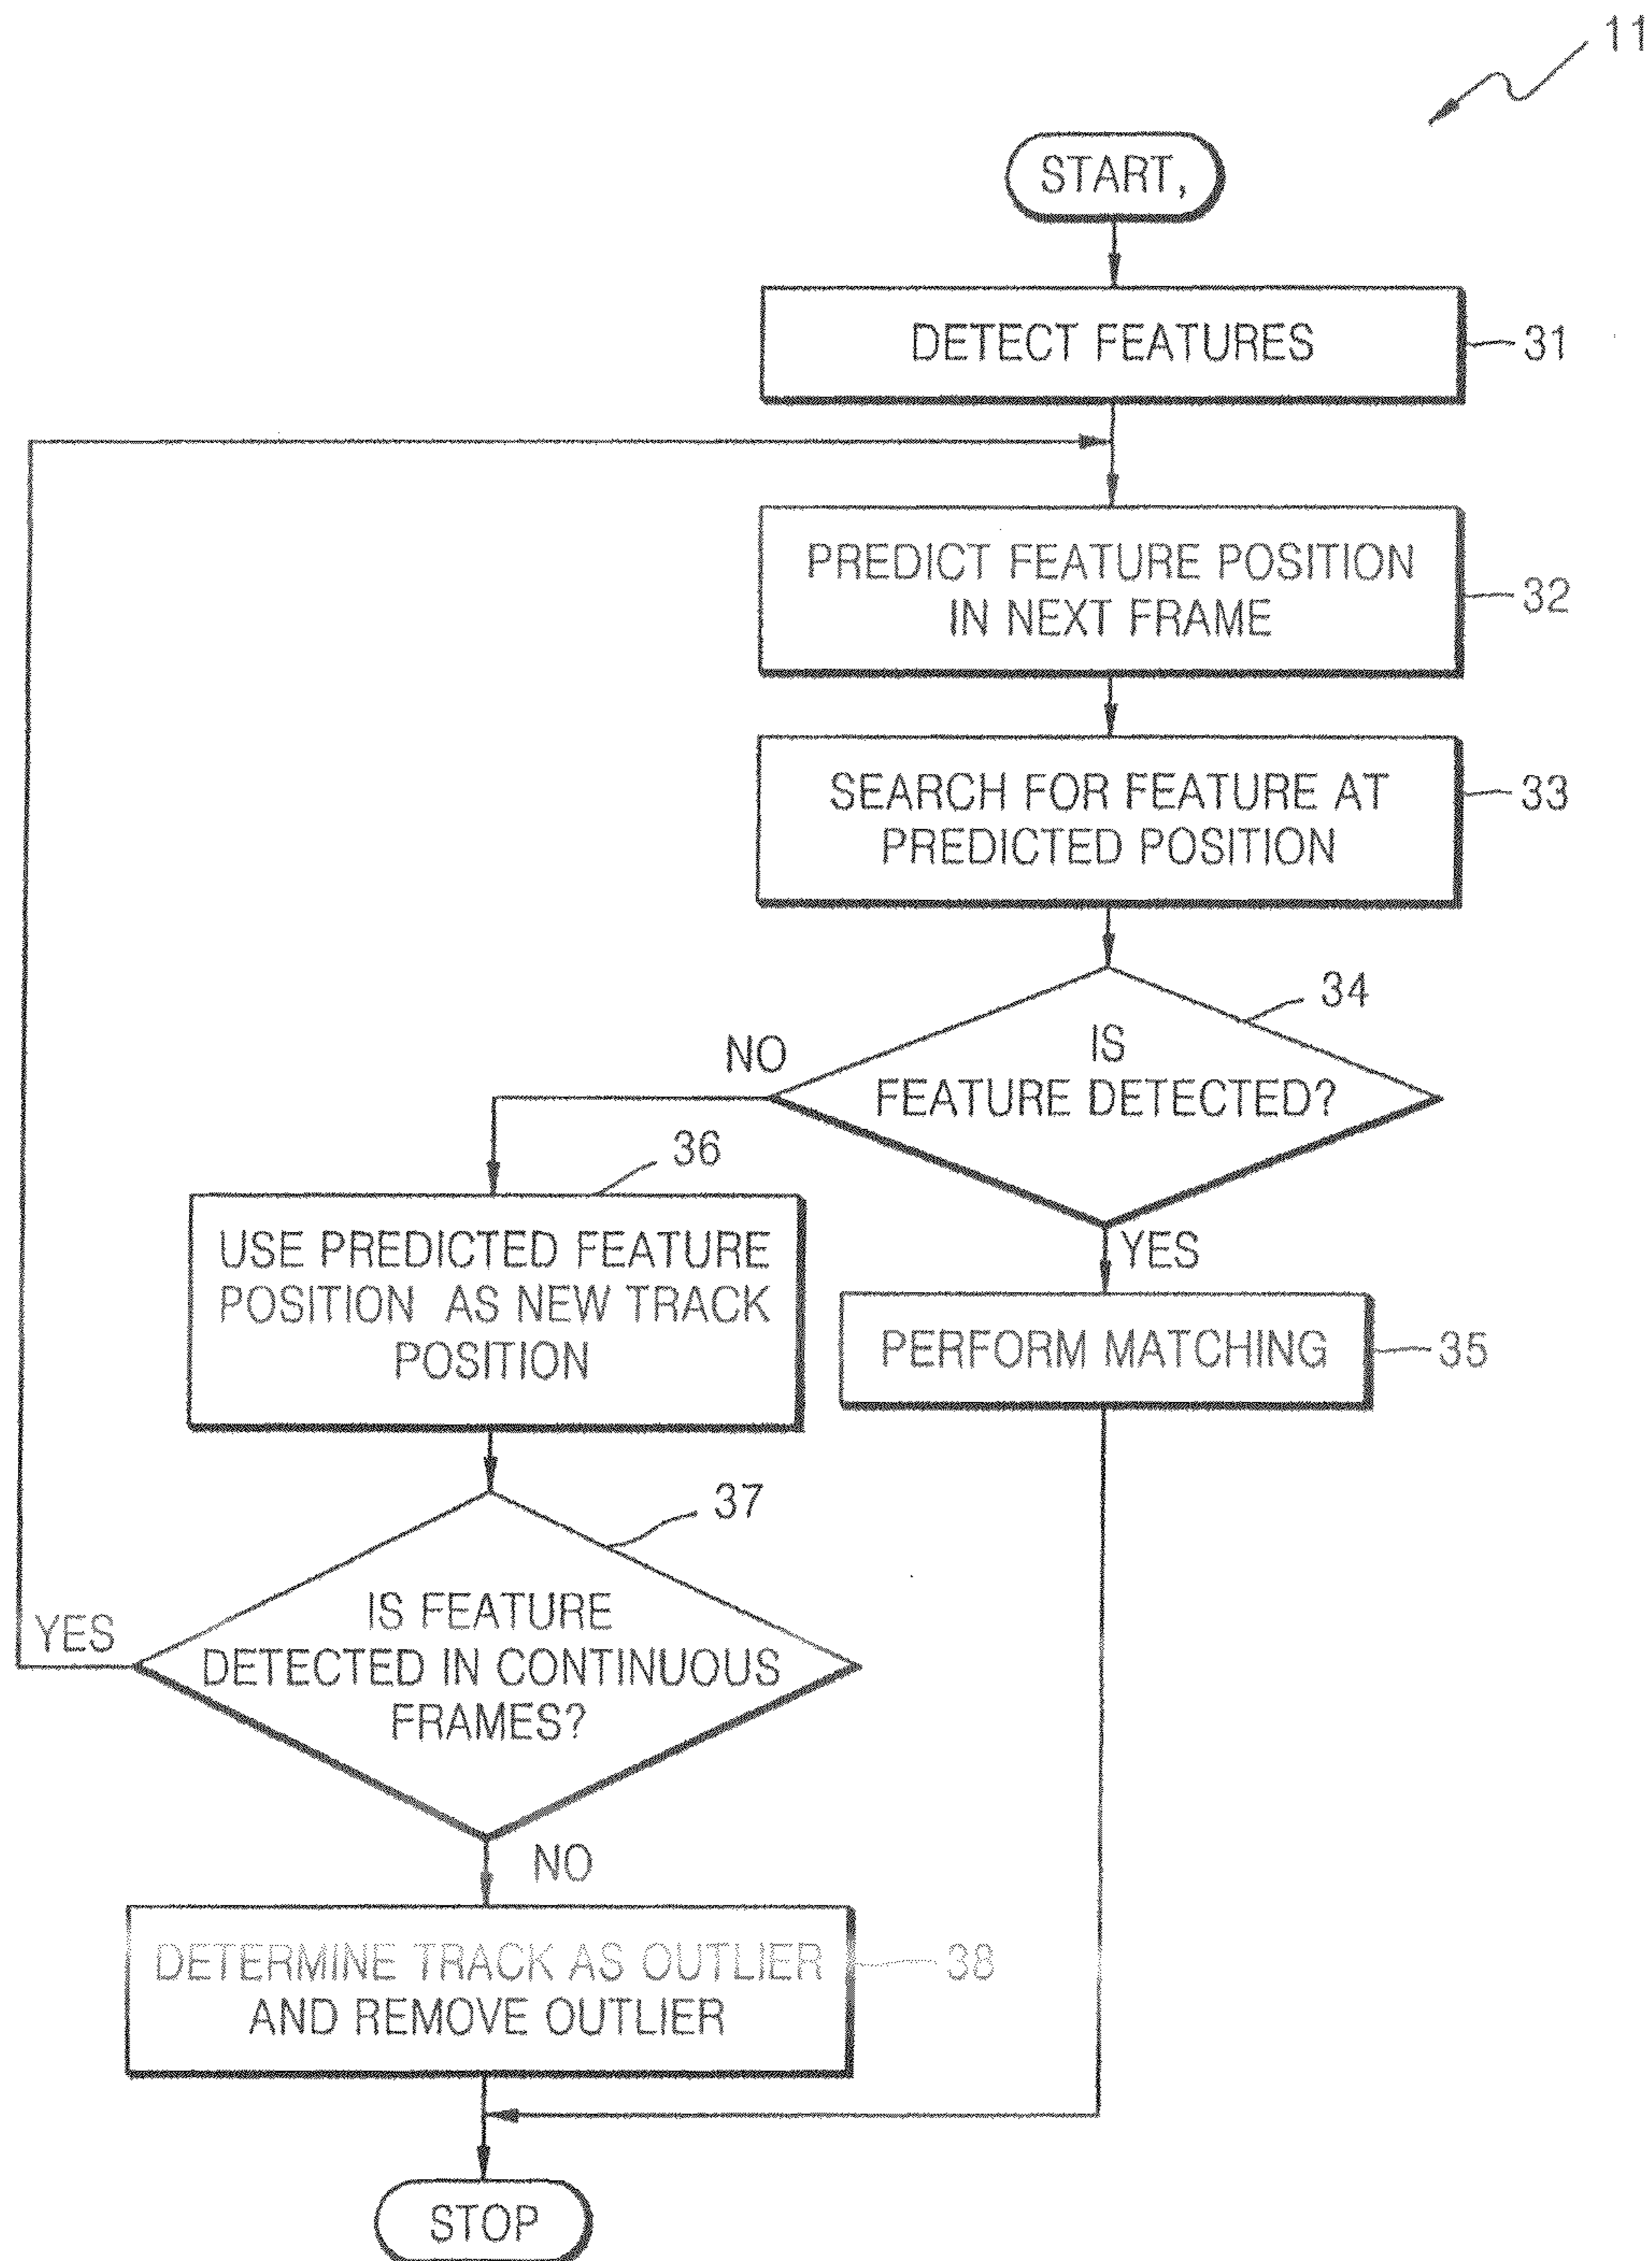 11
START,
DETECT FEATURES
31
PREDICT FEATURE POSITION
IN NEXT FRAME
32
SEARCH FOR FEATURE AT
PREDICTED POSITION
33
34
IS
FEATURE DETECTED?
NO
YES
36
USE PREDICTED FEATURE
POSITION AS NEW TRACK
POSITION
PERFORM MATCHING
35
37
IS FEATURE
DETECTED IN CONTINUOUS
FRAMES?
YES
NO
DETERMINE TRACK AS OUTLIER
AND REMOVE OUTLIER
38
STOP